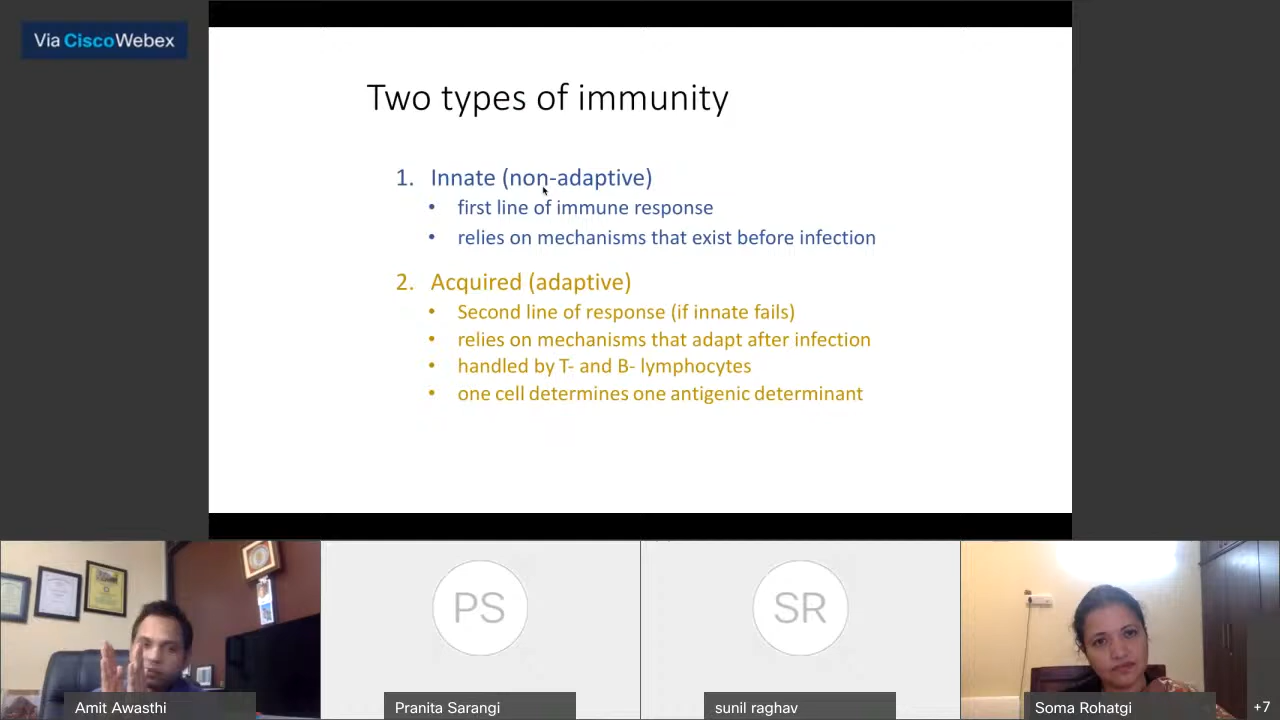 Via Cisco Webex
Two types of immunity
1. Innate (non-adaptive)
• first line of immune response
• relies on mechanisms that exist before infection
2. Acquired (adaptive)
• Second line of response (if innate fails)
• relies on mechanisms that adapt after infection
• handled by T- and B- lymphocytes
• one cell determines one antigenic determinant
PS
SR
Amit Awasthi
Pranita Sarangi
sunil raghav
Soma Rohatgi
+7